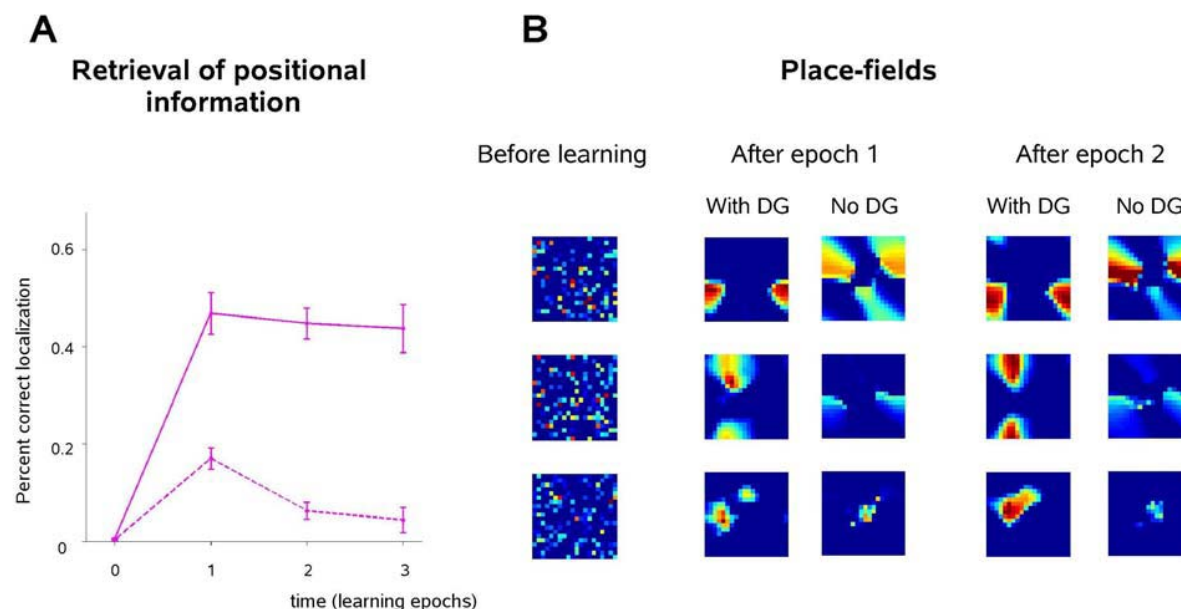 A
Retrieval of positional
information
0.6
0.4
0.2
0
Percent correct localization
0
1
2
3
time (learning epochs)
B
Place-fields
Before learning
After epoch 1
After epoch 2
With DG
No DG
With DG
No DG